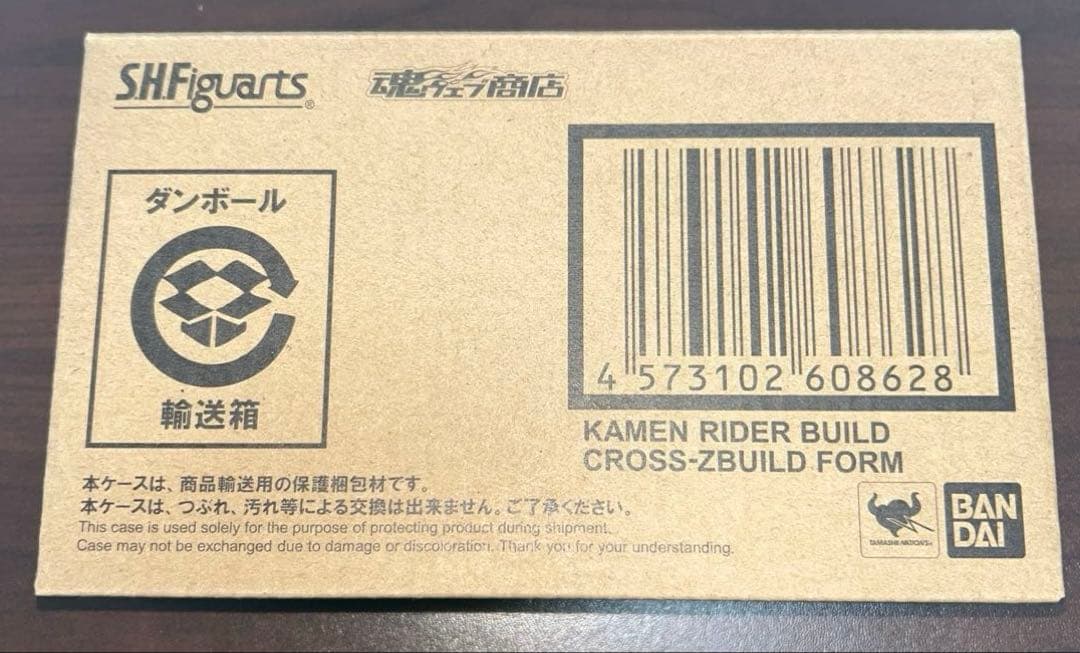 S.H.Figuarts®
魂ウェブ商店
ダンボール
輸送箱
4 573102 608628
KAMEN RIDER BUILD
CROSS-ZBUILD FORM
本ケースは、商品輸送用の保護梱包材です。
本ケースは、つぶれ、汚れ等による交換は出来ません。ご了承ください。
This case is used solely for the purpose of protecting product during shipment.
Case may not be exchanged due to damage or discoloration. Thank you for your understanding.
TAMASHII NATIONS
BAN
DAI